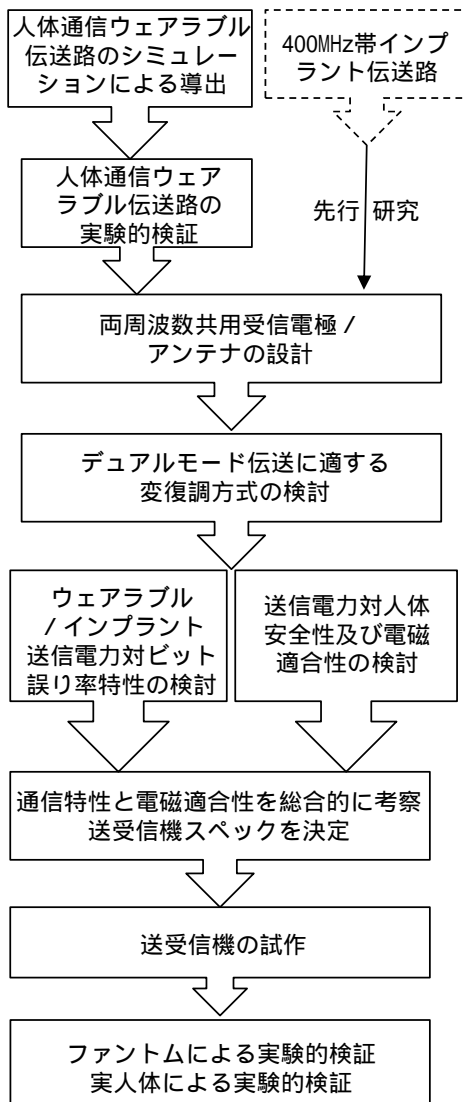 人体通信ウェアラブル
伝送路のシミュレー
ションによる導出
400MHz帯インプ
ラント伝送路
人体通信ウェア
ラブル伝送路の
実験的検証
先行 研究
両周波数共用受信電極/
アンテナの設計
デュアルモード伝送に適する
変復調方式の検討
ウェアラブル
/インプラント
送信電力対ビット
誤り率特性の検討
送信電力対人体
安全性及び電磁
適合性の検討
通信特性と電磁適合性を総合的に考察
送受信機スペックを決定
送受信機の試作
ファントムによる実験的検証
実人体による実験的検証